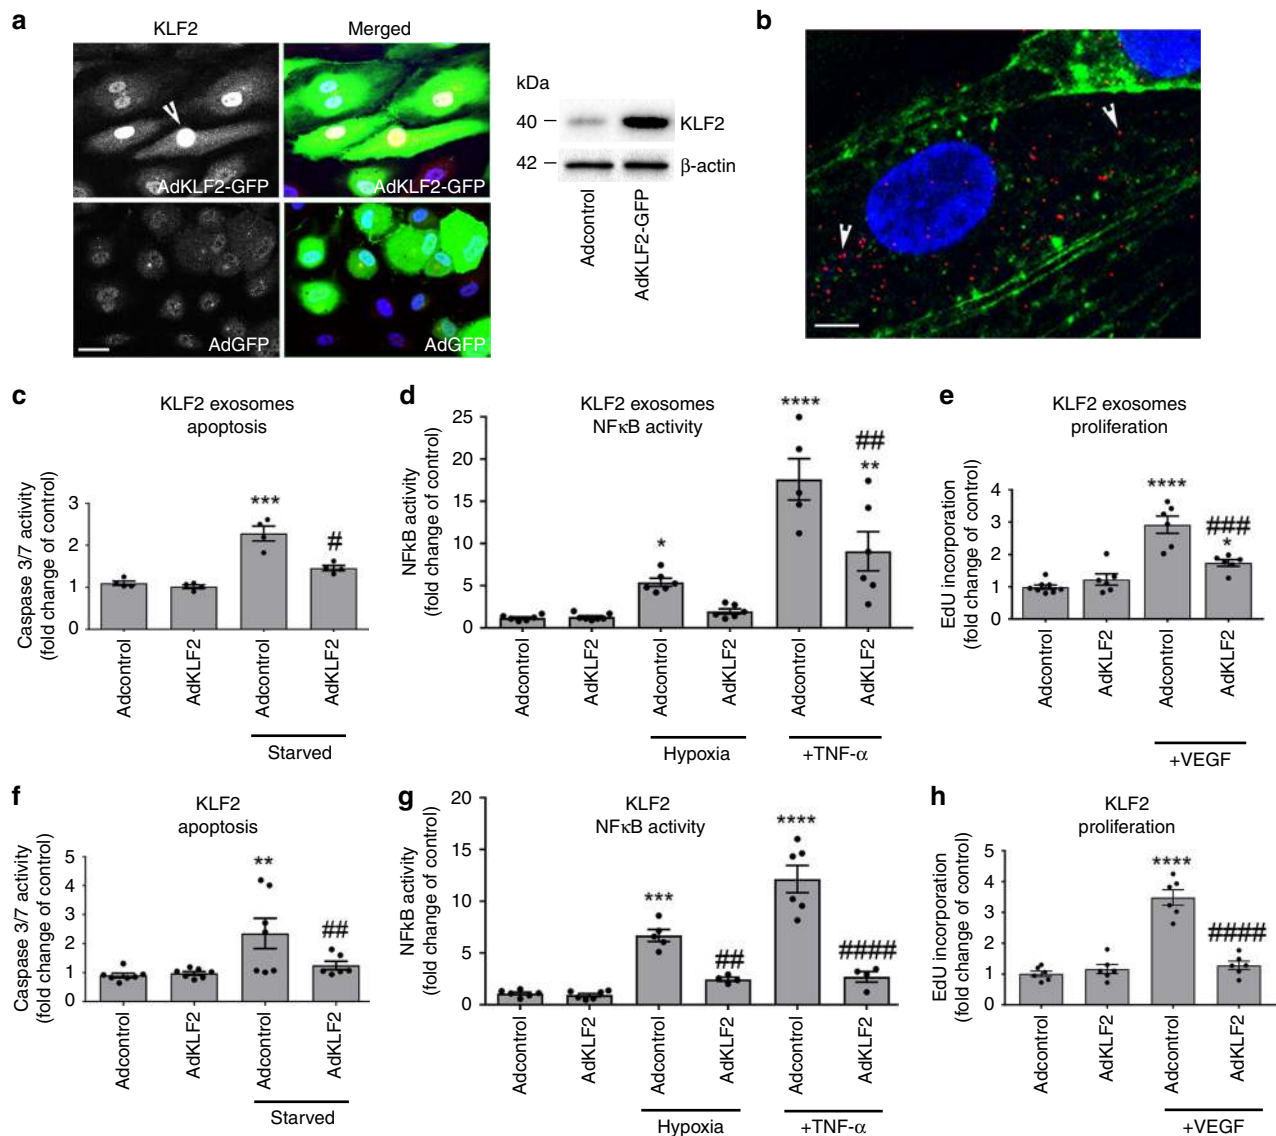 a
KLF2
Merged
AdKLF2-GFP
AdKLF2-GFP
AdGFP
AdGFP
kDa
40
KLF2
42
β-actin
Adcontrol
AdKLF2-GFP
b
c
KLF2 exosomes
apoptosis
Caspase 3/7 activity
(fold change of control)
3
2
1
0
***
#
Adcontrol
AdKLF2
Adcontrol
AdKLF2
Starved
d
KLF2 exosomes
NFκB activity
NFkB activity
(fold change of control)
25
20
15
10
5
0
*
****
##
**
Adcontrol
AdKLF2
Adcontrol
AdKLF2
Adcontrol
AdKLF2
Hypoxia
+TNF-α
e
KLF2 exosomes
proliferation
EdU incorporation
(fold change of control)
4
3
2
1
0
****
###
*
Adcontrol
AdKLF2
Adcontrol
AdKLF2
+VEGF
f
KLF2
apoptosis
Caspase 3/7 activity
(fold change of control)
5
4
3
2
1
0
**
##
Adcontrol
AdKLF2
Adcontrol
AdKLF2
Starved
g
KLF2
NFκB activity
NFkB activity
(fold change of control)
20
15
10
5
0
***
##
****
####
Adcontrol
AdKLF2
Adcontrol
AdKLF2
Adcontrol
AdKLF2
Hypoxia
+TNF-α
h
KLF2
proliferation
EdU incorporation
(fold change of control)
5
4
3
2
1
0
****
####
Adcontrol
AdKLF2
Adcontrol
AdKLF2
+VEGF